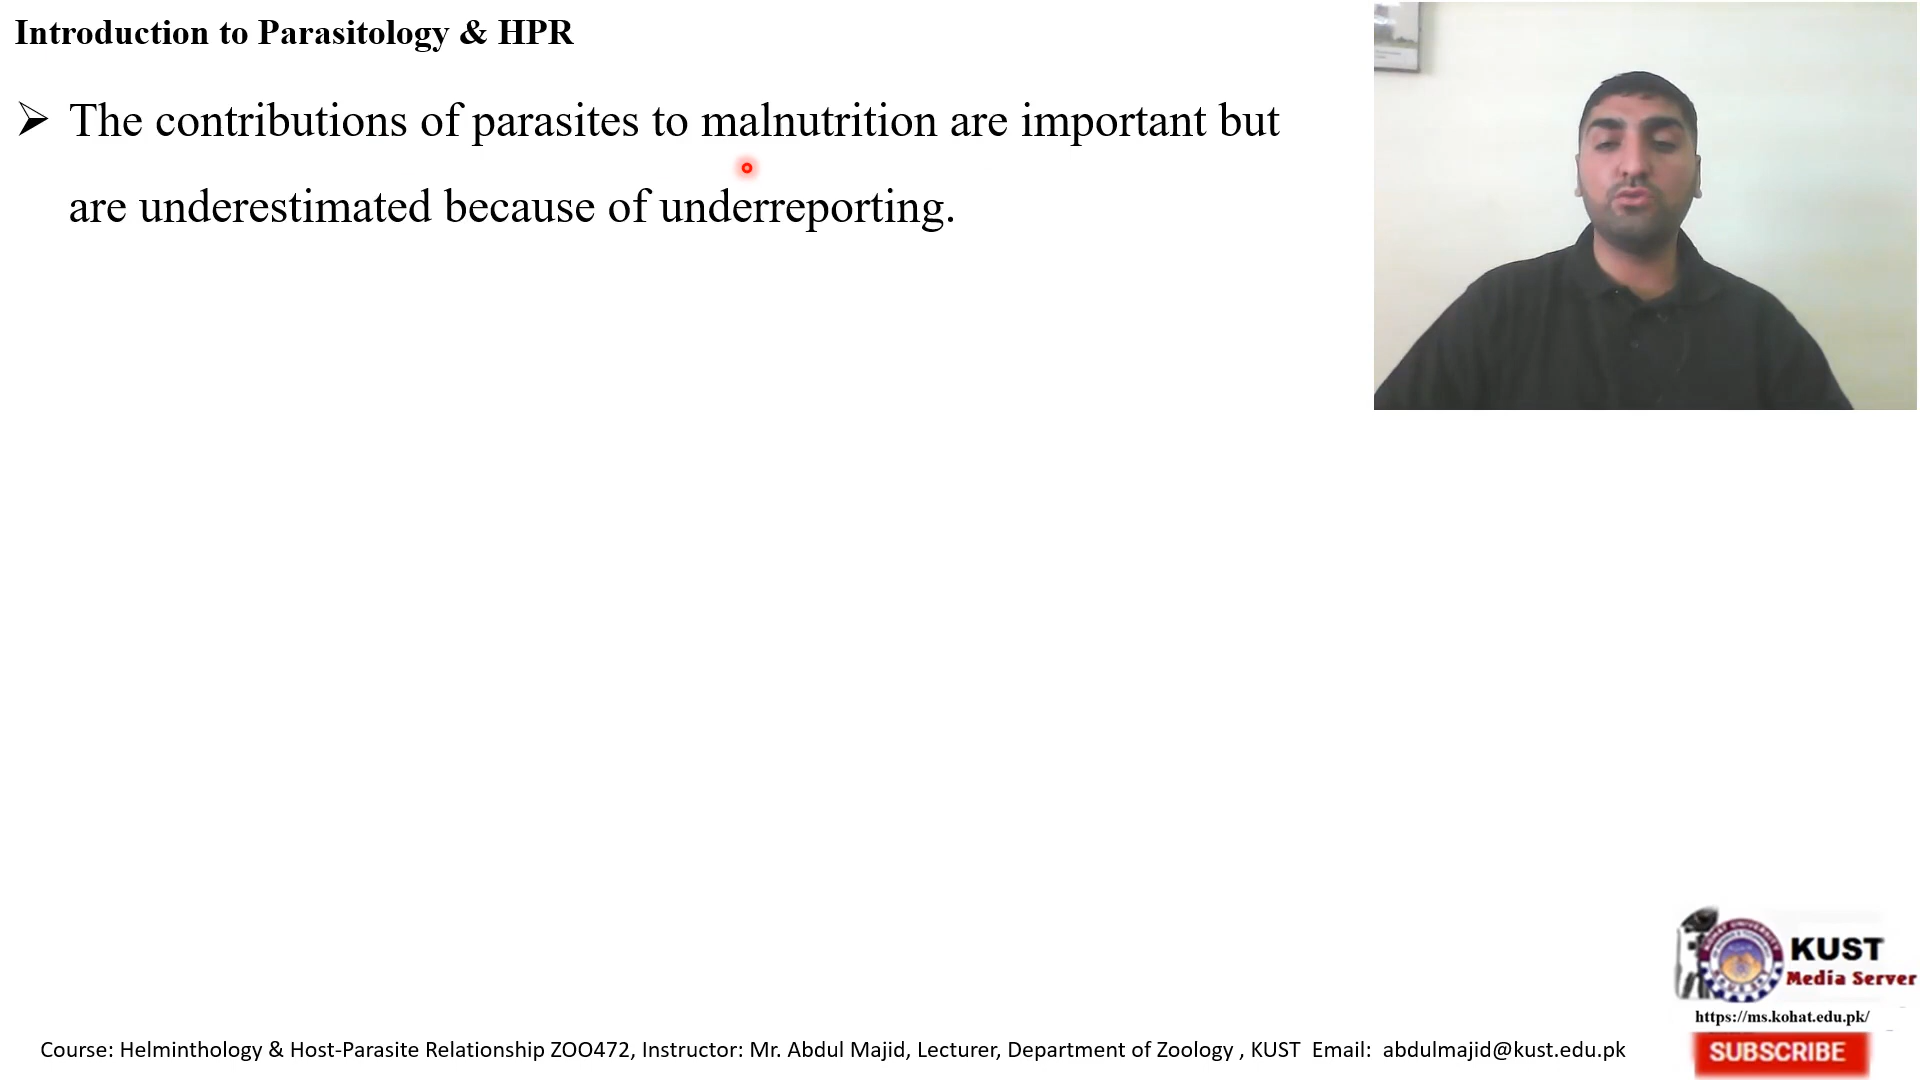 Introduction to Parasitology & HPR
➢ The contributions of parasites to malnutrition are important but
are underestimated because of underreporting.
KUST
Media Server
https://ms.kohat.edu.pk/
SUBSCRIBE
Course: Helminthology & Host-Parasite Relationship ZOO472, Instructor: Mr. Abdul Majid, Lecturer, Department of Zoology , KUST Email: abdulmajid@kust.edu.pk